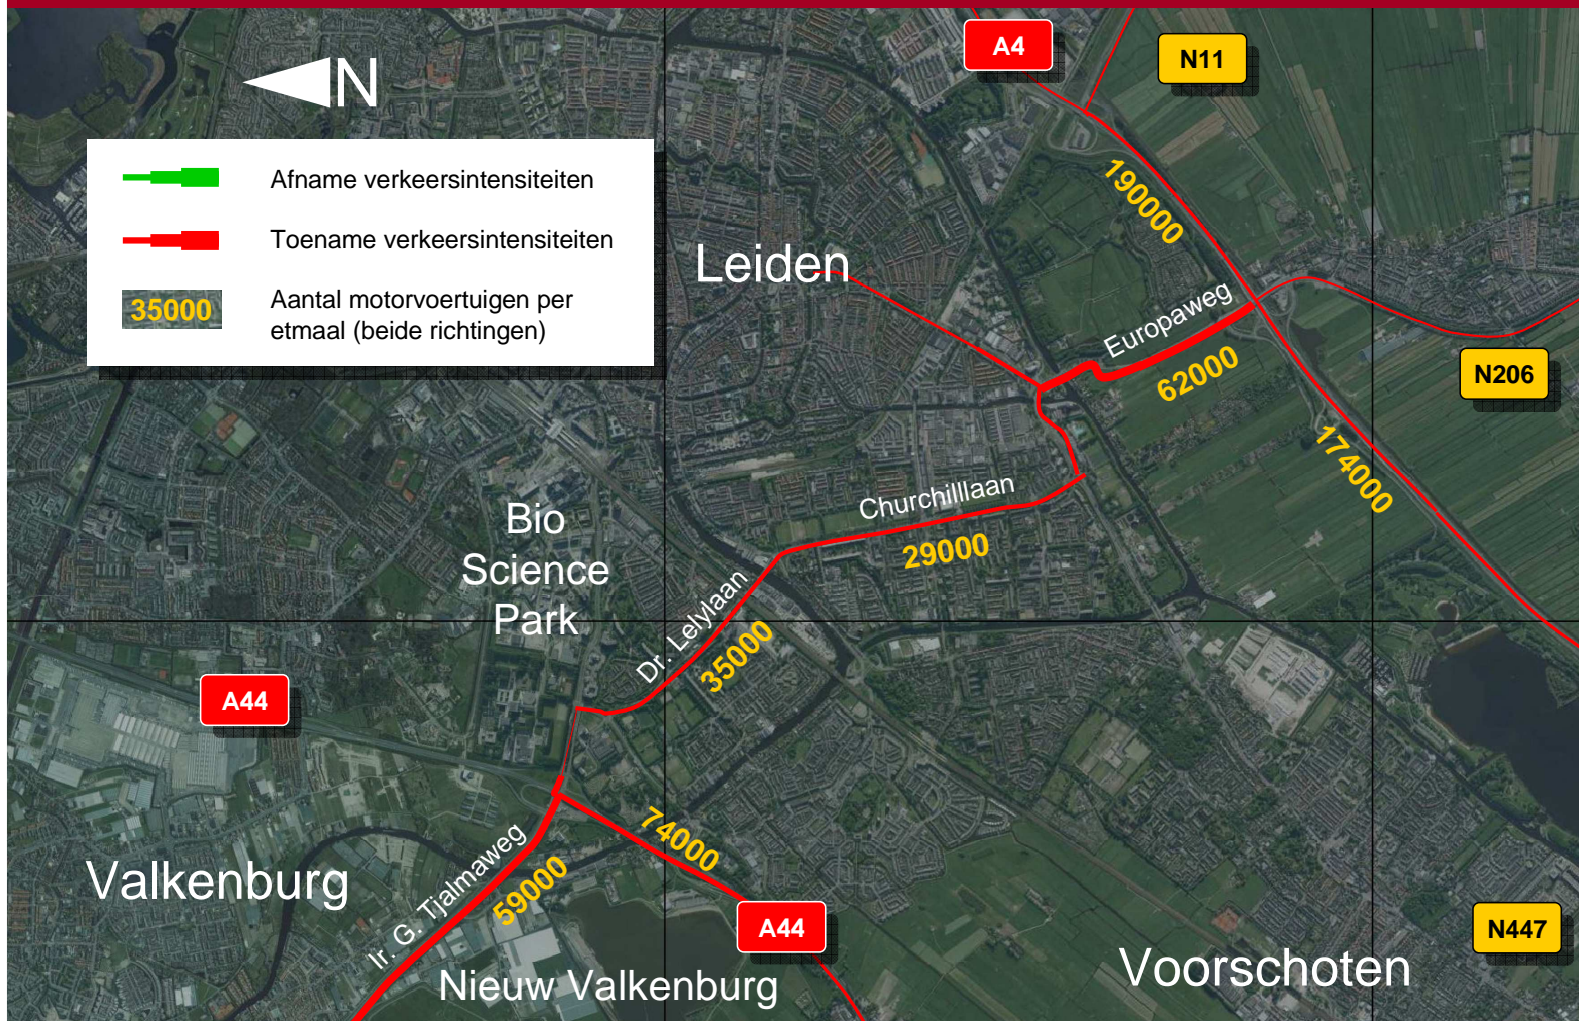 A4
N11
N
Afname verkeersintensiteiten
Toename verkeersintensiteiten
35000
Aantal motorvoertuigen per
etmaal (beide richtingen)
190000
Leiden
Europaweg
62000
N206
174000
Churchilllaan
29000
Bio
Science
Park
Dr. Lelylaan
35000
A44
74000
Ir. G. Tjalmaweg
59000
Valkenburg
A44
N447
Voorschoten
Nieuw Valkenburg